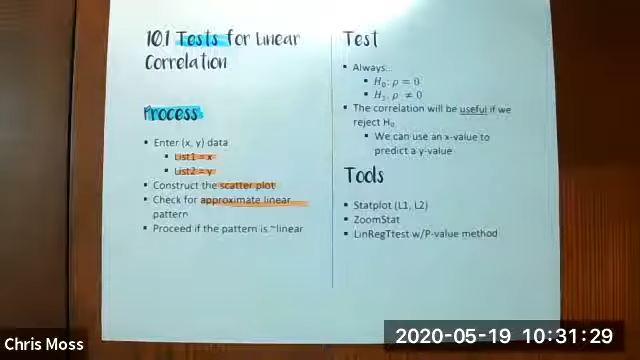 10.1 Tests for Linear
Correlation
Process
▪ Enter (x, y) data
▪ List1 = x
▪ List2 = y
▪ Construct the scatter plot
▪ Check for approximate linear
pattern
▪ Proceed if the pattern is ~linear
Test
▪ Always...
▪ H₀: ρ = 0
▪ H₁: ρ ≠ 0
▪ The correlation will be useful if we
reject H₀
▪ We can use an x-value to
predict a y-value
Tools
▪ Statplot (L1, L2)
▪ ZoomStat
▪ LinRegTtest w/P-value method
Chris Moss
2020-05-19 10:31:29